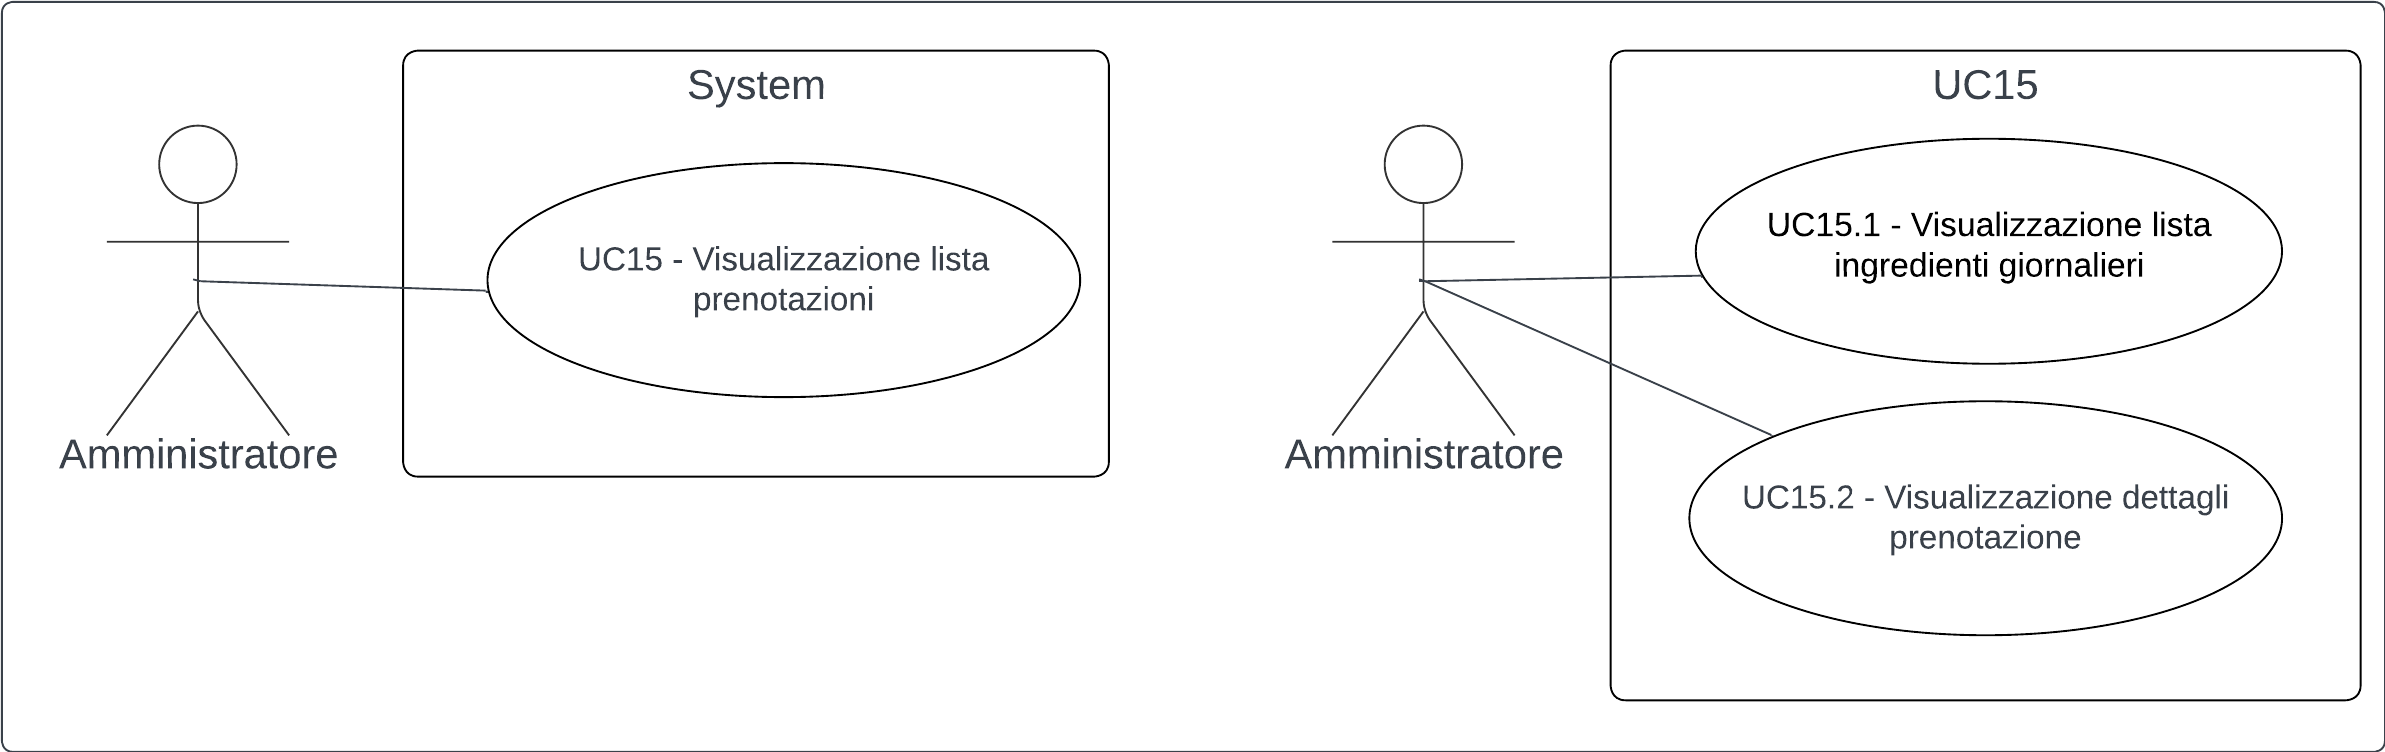 System
UC15 - Visualizzazione lista
prenotazioni
Amministratore
UC15
UC15.1 - Visualizzazione lista
ingredienti giornalieri
Amministratore
UC15.2 - Visualizzazione dettagli
prenotazione